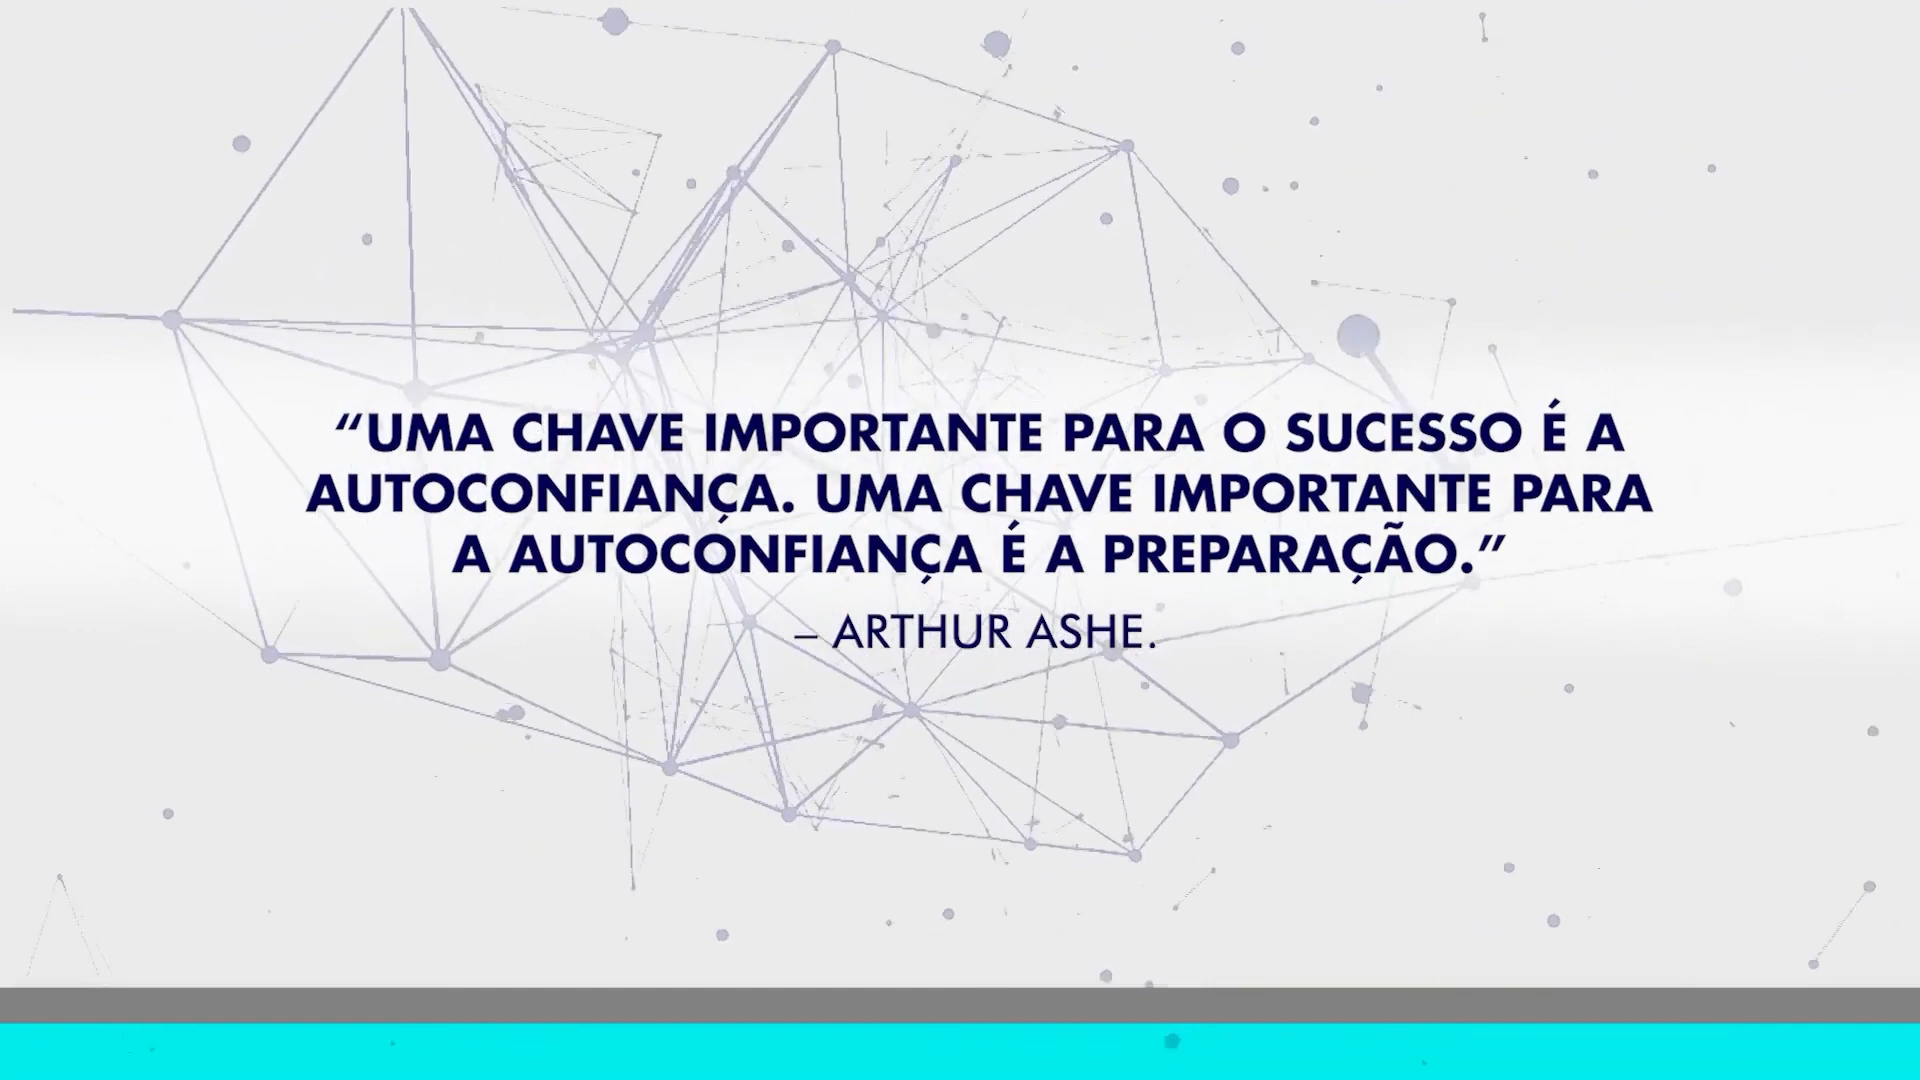 “UMA CHAVE IMPORTANTE PARA O SUCESSO É A
AUTOCONFIANÇA. UMA CHAVE IMPORTANTE PARA
A AUTOCONFIANÇA É A PREPARAÇÃO.”
– ARTHUR ASHE.